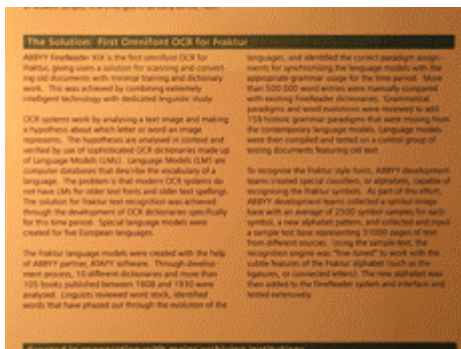 The Solution: First Omnifont OCR for Fraktur
ABBYY FineReader XIX is the first omnifont OCR for
Fraktur, giving users a solution for scanning and convert-
ing old documents with minimal training and dictionary
work. This was achieved by combining extremely
intelligent technology with dedicated linguistic study.
OCR systems work by analysing a text image and making
a hypothesis about which letter or word an image
represents. The hypotheses are analysed in context and
verified by use of sophisticated OCR dictionaries made up
of Language Models (LMs). Language Models (LM) are
computer databases that describe the vocabulary of a
language. The problem is that modern OCR systems do
not have LMs for older text fonts and older text spellings.
The solution for Fraktur text recognition was achieved
through the development of OCR dictionaries specifically
for this time period. Special language models were
created for five European languages.
The Fraktur language models were created with the help
of ABBYY partner, software. Through develop-
ment process, 10 different dictionaries and more than
105 books published between 1808 and 1930 were
analysed. Linguists reviewed word stock, identified
words that have phased out through the evolution of the
languages, and identified the correct paradigm assign-
ments for synchronising the language models with the
appropriate grammar usage for the time period. More
than 500 000 word entries were manually compared
with existing FineReader dictionaries. Grammatical
paradigms and word evolutions were reviewed to add
159 historic grammar paradigms that were missing from
the contemporary language models. Language models
were then compiled and tested on a control group of
testing documents featuring old text.
To recognise the Fraktur style fonts, ABBYY development
teams created special classifiers, or alphabets, capable of
recognising the Fraktur symbols. As part of this effort,
ABBYY development teams collected a symbol image
base with an average of 2500 symbol samples for each
symbol, a new alphabet pattern, and collected and input
a sample text base representing pages of text
from different sources. Using the sample text, the
recognition engine was "fine-tuned" to work with the
subtle features of the Fraktur alphabet (such as the
ligatures, or connected letters). The new alphabet was
then added to the FineReader system and interface and
tested extensively.